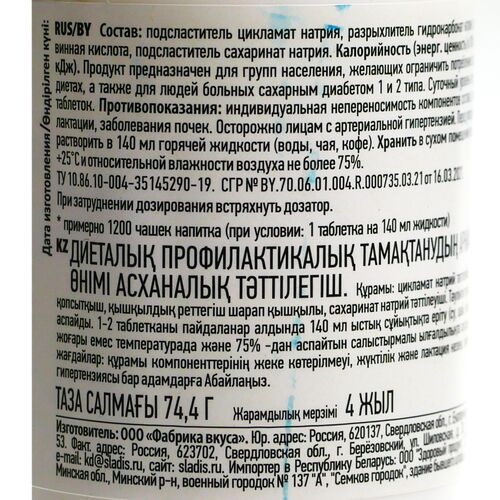 RUS/BY Состав: подсластитель цикламат натрия, разрыхлитель гидрокарбонат
винная кислота, подсластитель сахаринат натрия. Калорийность (энерг. ценность)
кДж). Продукт предназначен для групп населения, желающих ограничить
диетах, а также для людей больных сахарным диабетом 1 и 2 типа. Суточный
таблеток. Противопоказания: индивидуальная непереносимость компонентов
лактации, заболевания почек. Осторожно лицам с артериальной гипертензией.
растворить в 140 мл горячей жидкости (воды, чая, кофе). Хранить в сухом
+25°С и относительной влажности воздуха не более 75%.
ТУ 10.86.10-004-35145290-19. СГР № BY.70.06.01.004.R.000735.03.21 от 16.03.
При затруднении дозирования встряхнуть дозатор.
* примерно 1200 чашек напитка (при условии: 1 таблетка на 140 мл жидкости)
KZ ДИЕТАЛЫҚ ПРОФИЛАКТИКАЛЫҚ ТАМАҚТАНУДЫҢ
ӨНІМІ АСХАНАЛЫҚ ТӘТТІЛЕГІШ. Құрамы: цикламат натрий
қопсытқыш, қышқылдық реттегіш шарап қышқылы, сахаринат натрий тәттілеуіш.
аспайды. 1-2 таблетканы пайдаланар алдында 140 мл ыстық сұйықтықта еріту
жоғары емес температурада және 75% -дан аспайтын салыстырмалы ылғалдылығы
жағдайлар: құрамы компоненттерінің жеке көтерілмеуі, жүктілік және лактация
гипертензиясы бар адамдарға Абайлаңыз.
ТАЗА САЛМАҒЫ 74,4 Г Жарамдылық мерзімі 4 ЖЫЛ
Изготовитель: ООО «Фабрика вкуса». Юр. адрес: Россия, 620137, Свердловская обл., г.
53. Факт. адрес: Россия, 623702, Свердловская обл., г. Берёзовский, ул. Шиловская,
e-mail: kd@sladis.ru, сайт: sladis.ru. Импортер в Республику Беларусь: ООО "Здоровые
Минская обл., Минский р-н, военный городок № 137 "А", "Семков городок", здание
Дата изготовления/Өндірілген күні: